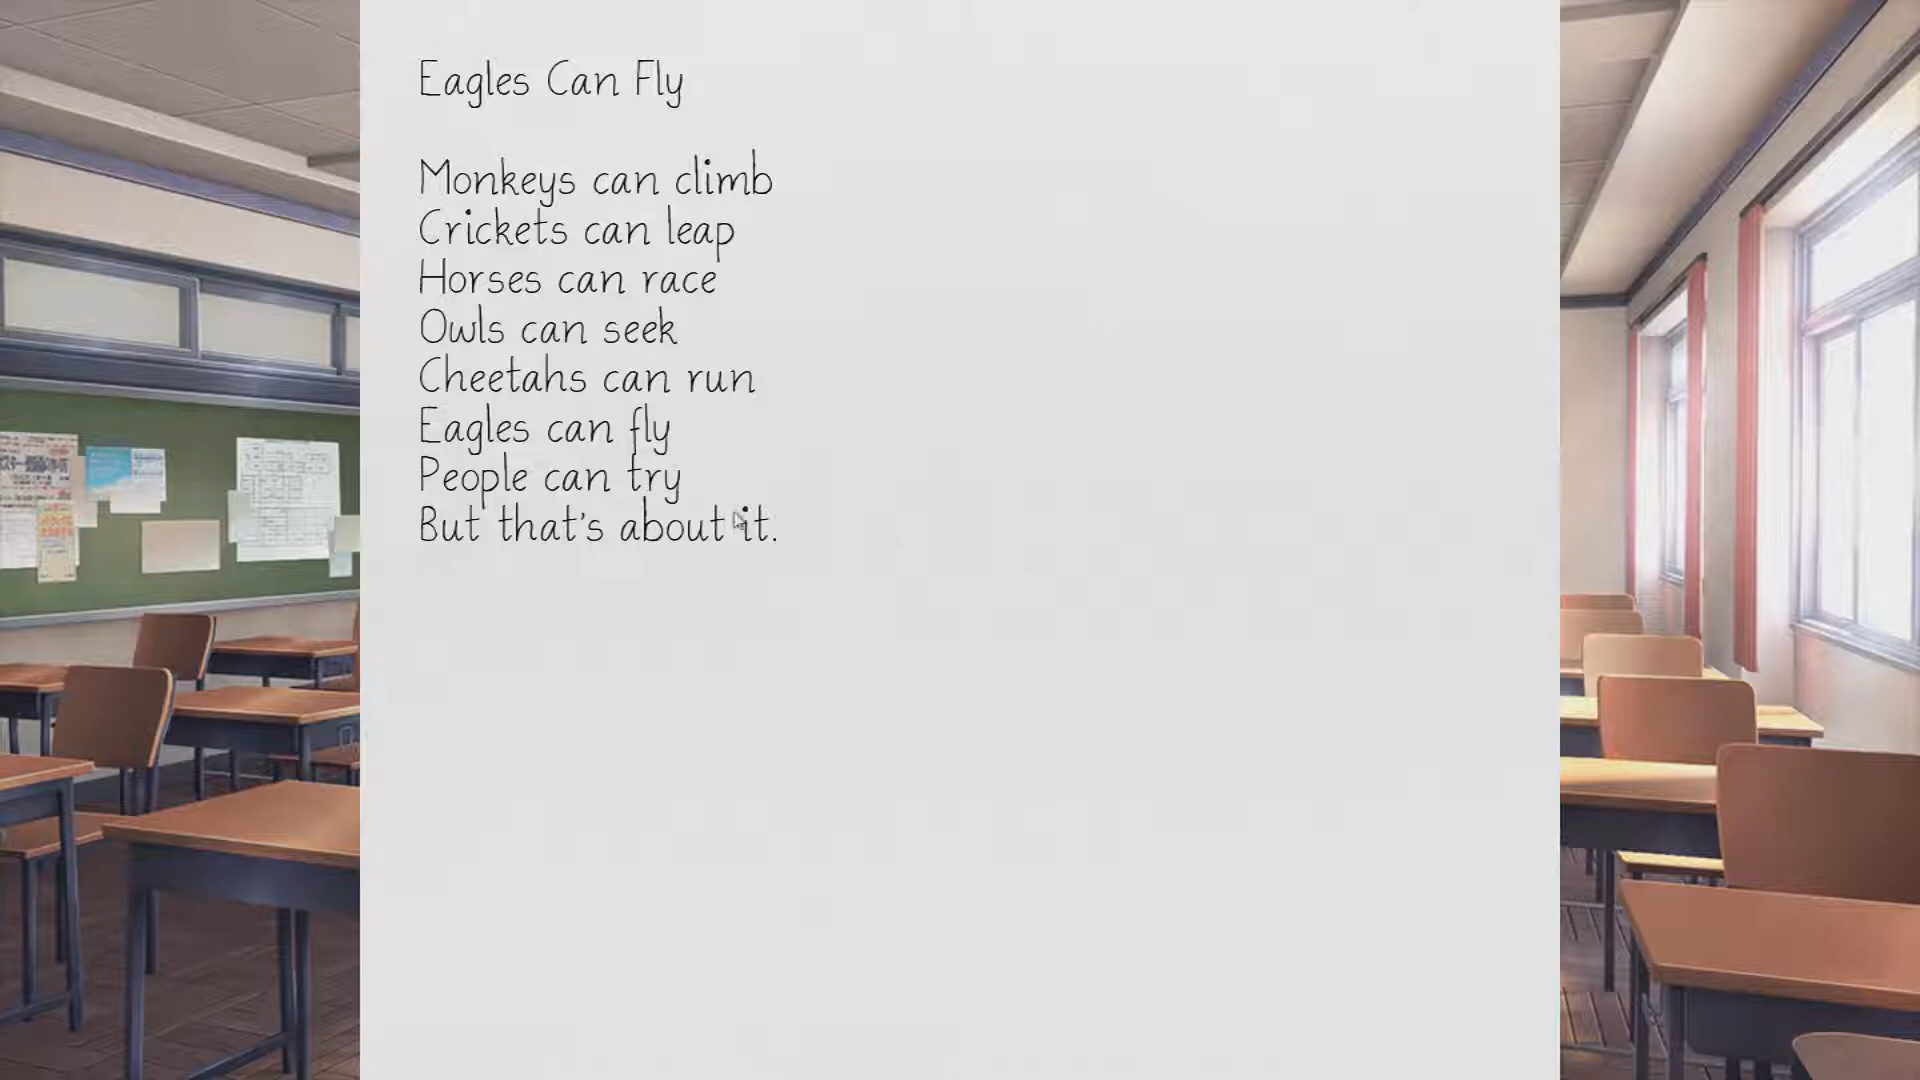 Eagles Can Fly
Monkeys can climb
Crickets can leap
Horses can race
Owls can seek
Cheetahs can run
Eagles can fly
People can try
But that's about it.